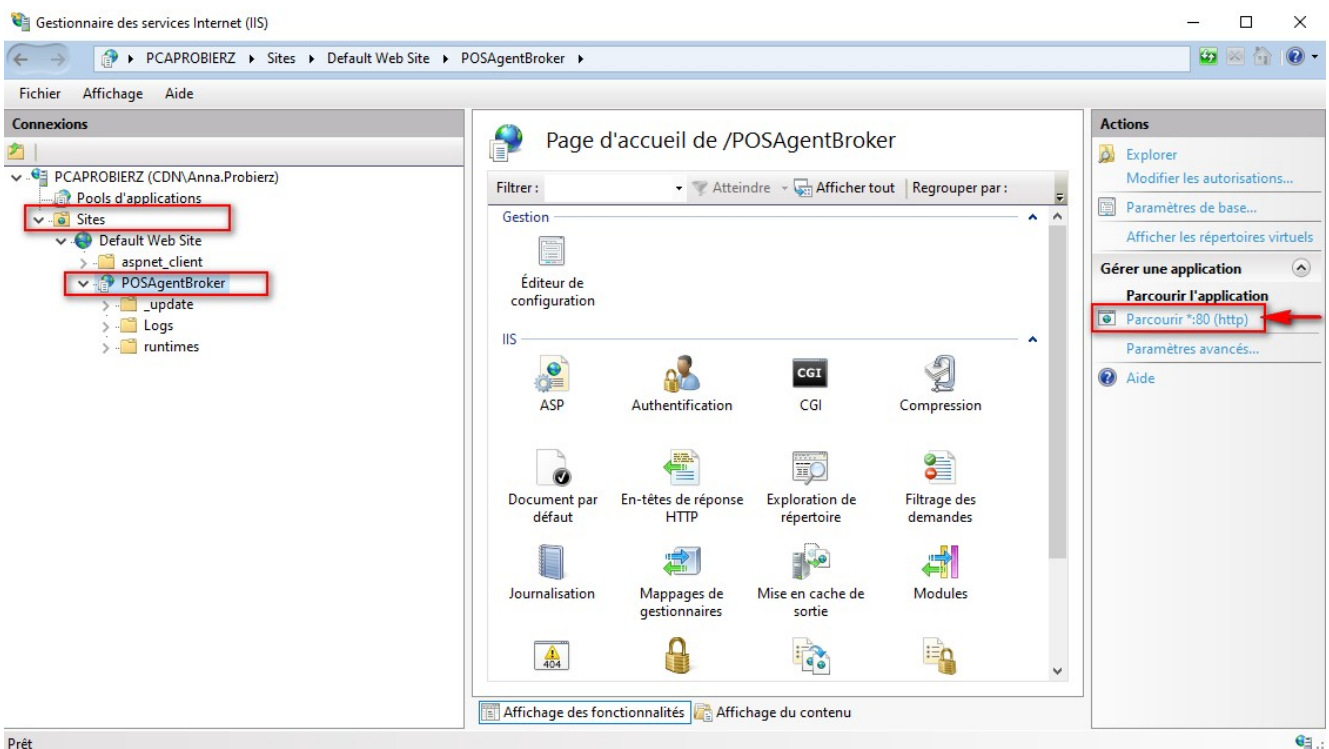 Gestionnaire des services Internet (IIS)
PCAPROBIERZ Sites Default Web Site POSAgentBroker
Fichier Affichage Aide
Connexions
PCAPROBIERZ (CDN\Anna.Probierz)
Pools d'applications
Sites
Default Web Site
aspnet_client
POSAgentBroker
_update
Logs
runtimes
Page d'accueil de /POSAgentBroker
Filtrer : Atteindre Afficher tout Regrouper par :
Gestion
Éditeur de
configuration
IIS
CGI
ASP Authentification CGI Compression
Document par
défaut
En-têtes de réponse
HTTP
Exploration de
répertoire
Filtrage des
demandes
Journalisation
Mappages de
gestionnaires
Mise en cache de
sortie
Modules
404
Affichage des fonctionnalités Affichage du contenu
Actions
Explorer
Modifier les autorisations...
Paramètres de base...
Afficher les répertoires virtuels
Gérer une application
Parcourir l'application
Parcourir *:80 (http)
Paramètres avancés...
Aide
Prêt